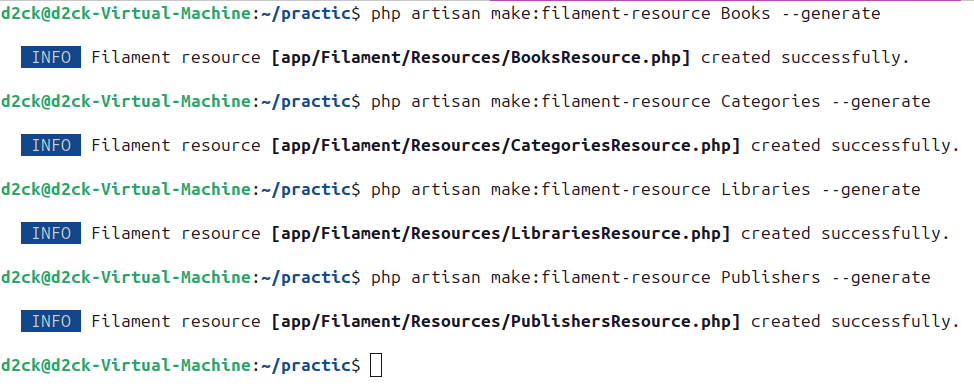 d2ck@d2ck-Virtual-Machine:~/practic$ php artisan make:filament-resource Books --generate
INFO Filament resource [app/Filament/Resources/BooksResource.php] created successfully.
d2ck@d2ck-Virtual-Machine:~/practic$ php artisan make:filament-resource Categories --generate
INFO Filament resource [app/Filament/Resources/CategoriesResource.php] created successfully.
d2ck@d2ck-Virtual-Machine:~/practic$ php artisan make:filament-resource Libraries --generate
INFO Filament resource [app/Filament/Resources/LibrariesResource.php] created successfully.
d2ck@d2ck-Virtual-Machine:~/practic$ php artisan make:filament-resource Publishers --generate
INFO Filament resource [app/Filament/Resources/PublishersResource.php] created successfully.
d2ck@d2ck-Virtual-Machine:~/practic$